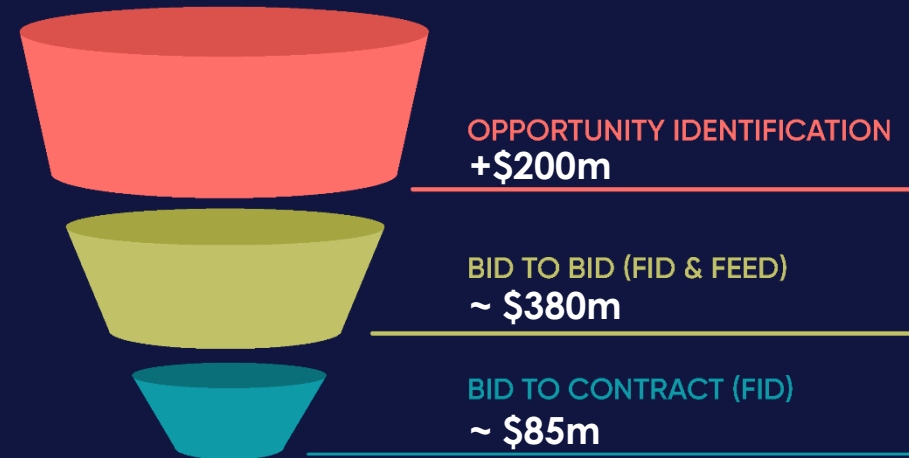 OPPORTUNITY IDENTIFICATION
+$200m
BID TO BID (FID & FEED)
~ $380m
BID TO CONTRACT (FID)
~ $85m